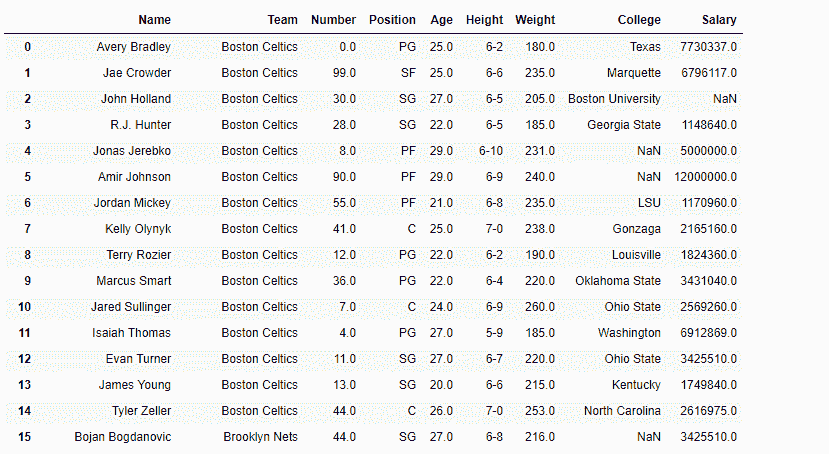 Name Team Number Position Age Height Weight College Salary
0 Avery Bradley Boston Celtics 0.0 PG 25.0 6-2 180.0 Texas 7730337.0
1 Jae Crowder Boston Celtics 99.0 SF 25.0 6-6 235.0 Marquette 6796117.0
2 John Holland Boston Celtics 30.0 SG 27.0 6-5 205.0 Boston University NaN
3 R.J. Hunter Boston Celtics 28.0 SG 22.0 6-5 185.0 Georgia State 1148640.0
4 Jonas Jerebko Boston Celtics 8.0 PF 29.0 6-10 231.0 NaN 5000000.0
5 Amir Johnson Boston Celtics 90.0 PF 29.0 6-9 240.0 NaN 12000000.0
6 Jordan Mickey Boston Celtics 55.0 PF 21.0 6-8 235.0 LSU 1170960.0
7 Kelly Olynyk Boston Celtics 41.0 C 25.0 7-0 238.0 Gonzaga 2165160.0
8 Terry Rozier Boston Celtics 12.0 PG 22.0 6-2 190.0 Louisville 1824360.0
9 Marcus Smart Boston Celtics 36.0 PG 22.0 6-4 220.0 Oklahoma State 3431040.0
10 Jared Sullinger Boston Celtics 7.0 C 24.0 6-9 260.0 Ohio State 2569260.0
11 Isaiah Thomas Boston Celtics 4.0 PG 27.0 5-9 185.0 Washington 6912869.0
12 Evan Turner Boston Celtics 11.0 SG 27.0 6-7 220.0 Ohio State 3425510.0
13 James Young Boston Celtics 13.0 SG 20.0 6-6 215.0 Kentucky 1749840.0
14 Tyler Zeller Boston Celtics 44.0 C 26.0 7-0 253.0 North Carolina 2616975.0
15 Bojan Bogdanovic Brooklyn Nets 44.0 SG 27.0 6-8 216.0 NaN 3425510.0